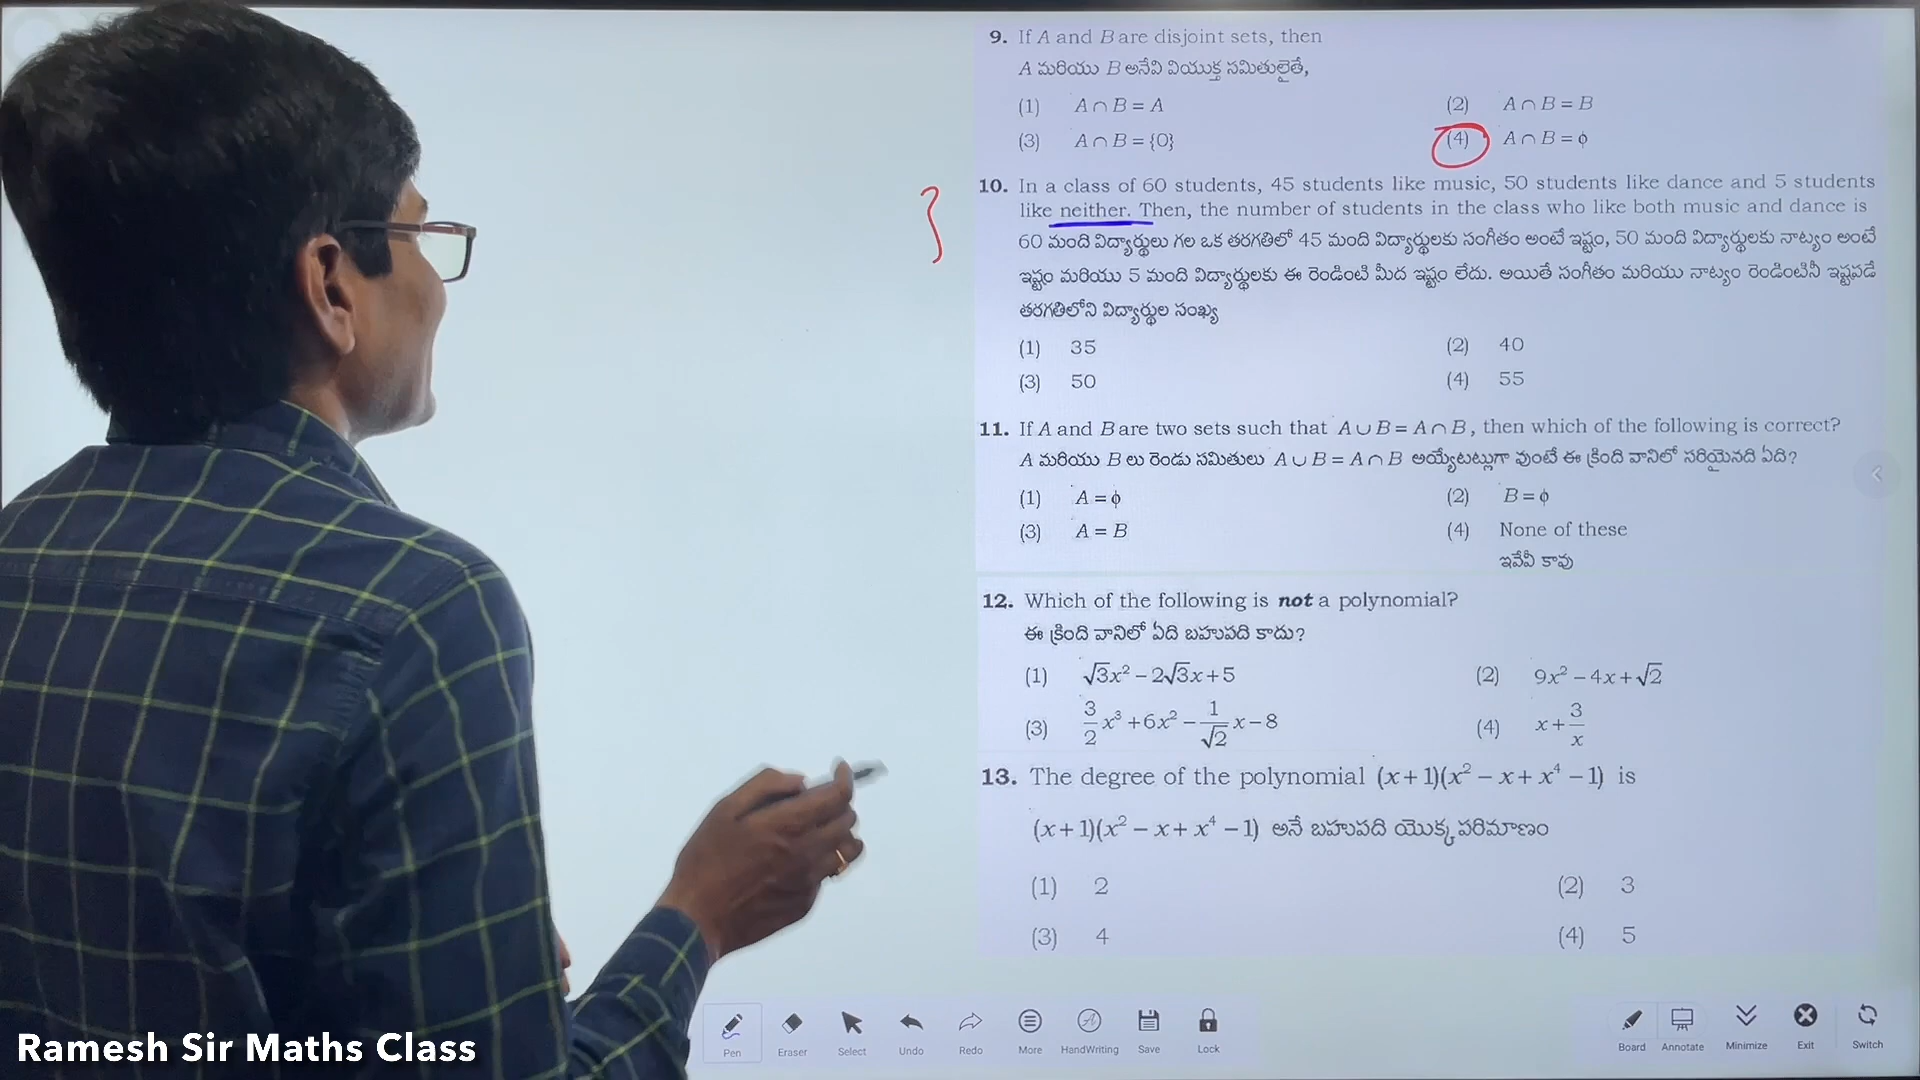 9. If A and B are disjoint sets, then
A మరియు B అనేవి వియుక్త సమితులైతే,
(1) A∩B = A (2) A∩B = B
(3) A∩B = {0} (4) A∩B = ϕ
10. In a class of 60 students, 45 students like music, 50 students like dance and 5 students
like neither. Then, the number of students in the class who like both music and dance is
60 మంది విద్యార్థులు గల ఒక తరగతిలో 45 మంది విద్యార్థులకు సంగీతం అంటే ఇష్టం, 50 మంది విద్యార్థులకు నాట్యం అంటే
ఇష్టం మరియు 5 మంది విద్యార్థులకు ఈ రెండింటి మీద ఇష్టం లేదు. అయితే సంగీతం మరియు నాట్యం రెండింటినీ ఇష్టపడే
తరగతిలోని విద్యార్థుల సంఖ్య
(1) 35 (2) 40
(3) 50 (4) 55
11. If A and B are two sets such that A∪B = A∩B, then which of the following is correct?
A మరియు B లు రెండు సమితులు A∪B = A∩B అయ్యేటట్లుగా వుంటే ఈ క్రింది వానిలో సరియైనది ఏది?
(1) A = ϕ (2) B = ϕ
(3) A = B (4) None of these
ఇవేవీ కావు
12. Which of the following is not a polynomial?
ఈ క్రింది వానిలో ఏది బహుపది కాదు?
(1) √3x² – 2√3x + 5 (2) 9x² – 4x + √2
(3) 3/2 x³ + 6x² – 1/√2 x – 8 (4) x + 3/x
13. The degree of the polynomial (x + 1)(x² – x + x⁴ – 1) is
(x + 1)(x² – x + x⁴ – 1) అనే బహుపది యొక్క పరిమాణం
(1) 2 (2) 3
(3) 4 (4) 5
Pen Eraser Select Undo Redo More HandWriting Save Lock Board Annotate Minimize Exit Switch
Ramesh Sir Maths Class